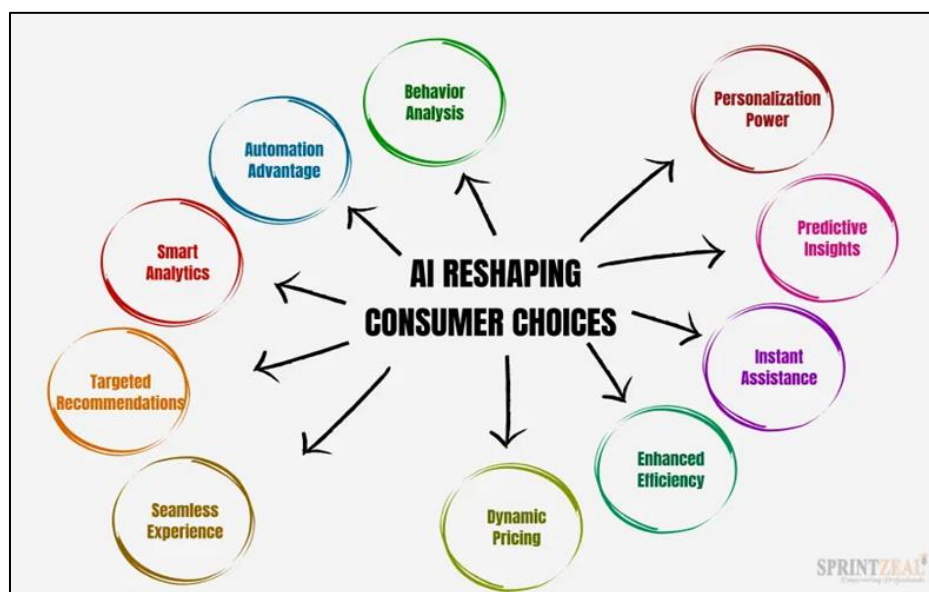 Behavior
Analysis
Personalization
Power
Automation
Advantage
Predictive
Insights
Smart
Analytics
AI RESHAPING
CONSUMER CHOICES
Instant
Assistance
Targeted
Recommendations
Enhanced
Efficiency
Seamless
Experience
Dynamic
Pricing
SPRINTZEAL